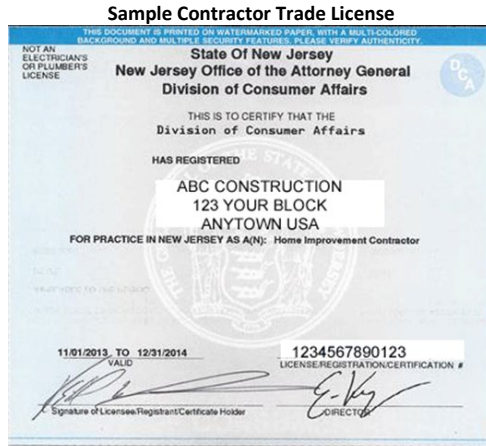 Sample Contractor Trade License
THIS DOCUMENT IS PRINTED ON WATERMARKED PAPER, WITH A MULTI-COLORED
BACKGROUND AND MULTIPLE SECURITY FEATURES. PLEASE VERIFY AUTHENTICITY.
NOT AN
ELECTRICIAN'S
OR PLUMBER'S
LICENSE
State Of New Jersey
New Jersey Office of the Attorney General
Division of Consumer Affairs
DCA
THIS IS TO CERTIFY THAT THE
Division of Consumer Affairs
HAS REGISTERED
ABC CONSTRUCTION
123 YOUR BLOCK
ANYTOWN USA
FOR PRACTICE IN NEW JERSEY AS A(N): Home Improvement Contractor
11/01/2013 TO 12/31/2014
VALID
1234567890123
LICENSE/REGISTRATION/CERTIFICATION #
Signature of Licensee/Registrant/Certificate Holder
DIRECTOR